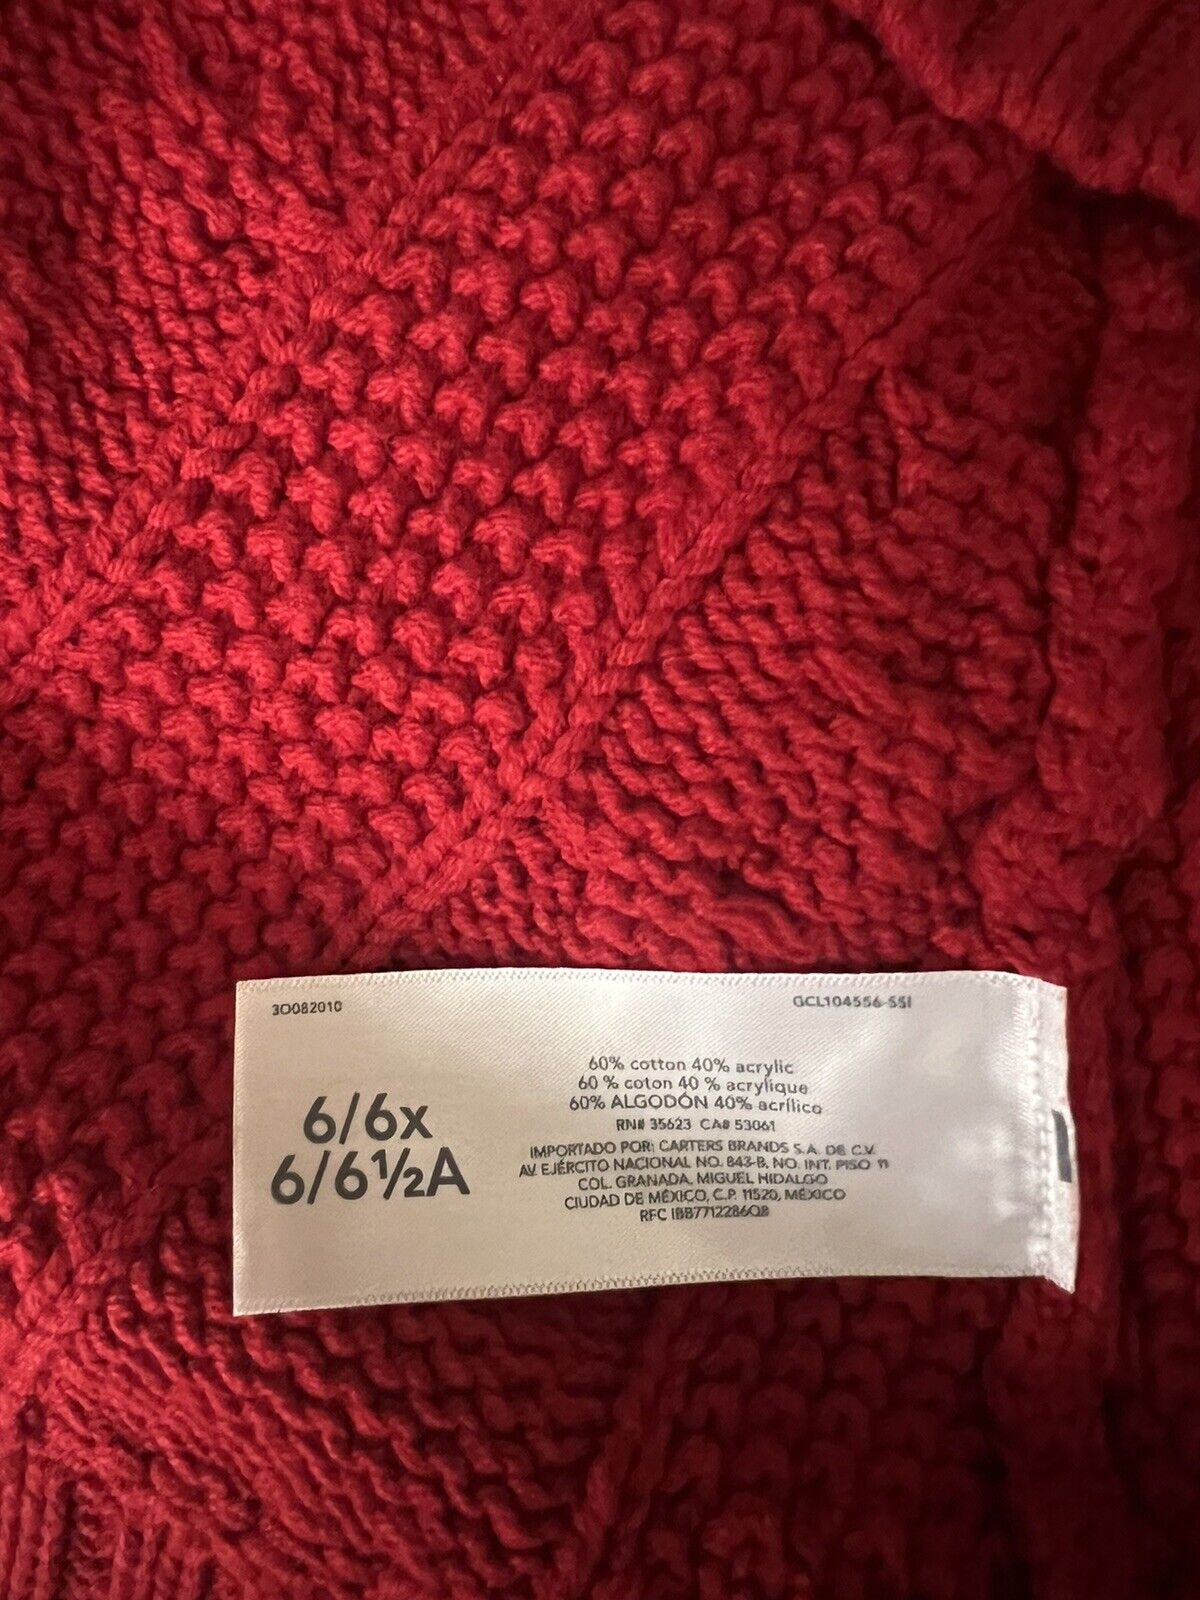 3O082010
GCL104556-SSI
6/6x
6/6½A
60% cotton 40% acrylic
60 % coton 40 % acrylique
60% ALGODÓN 40% acrílico
RN# 35623 CA# 53061
IMPORTADO POR: CARTERS BRANDS S.A. DE C.V.
AV. EJÉRCITO NACIONAL NO. 843-B, NO. INT. PISO 11
COL. GRANADA, MIGUEL HIDALGO
CIUDAD DE MÉXICO, C.P. 11520, MÉXICO
RFC IBB7712286Q8